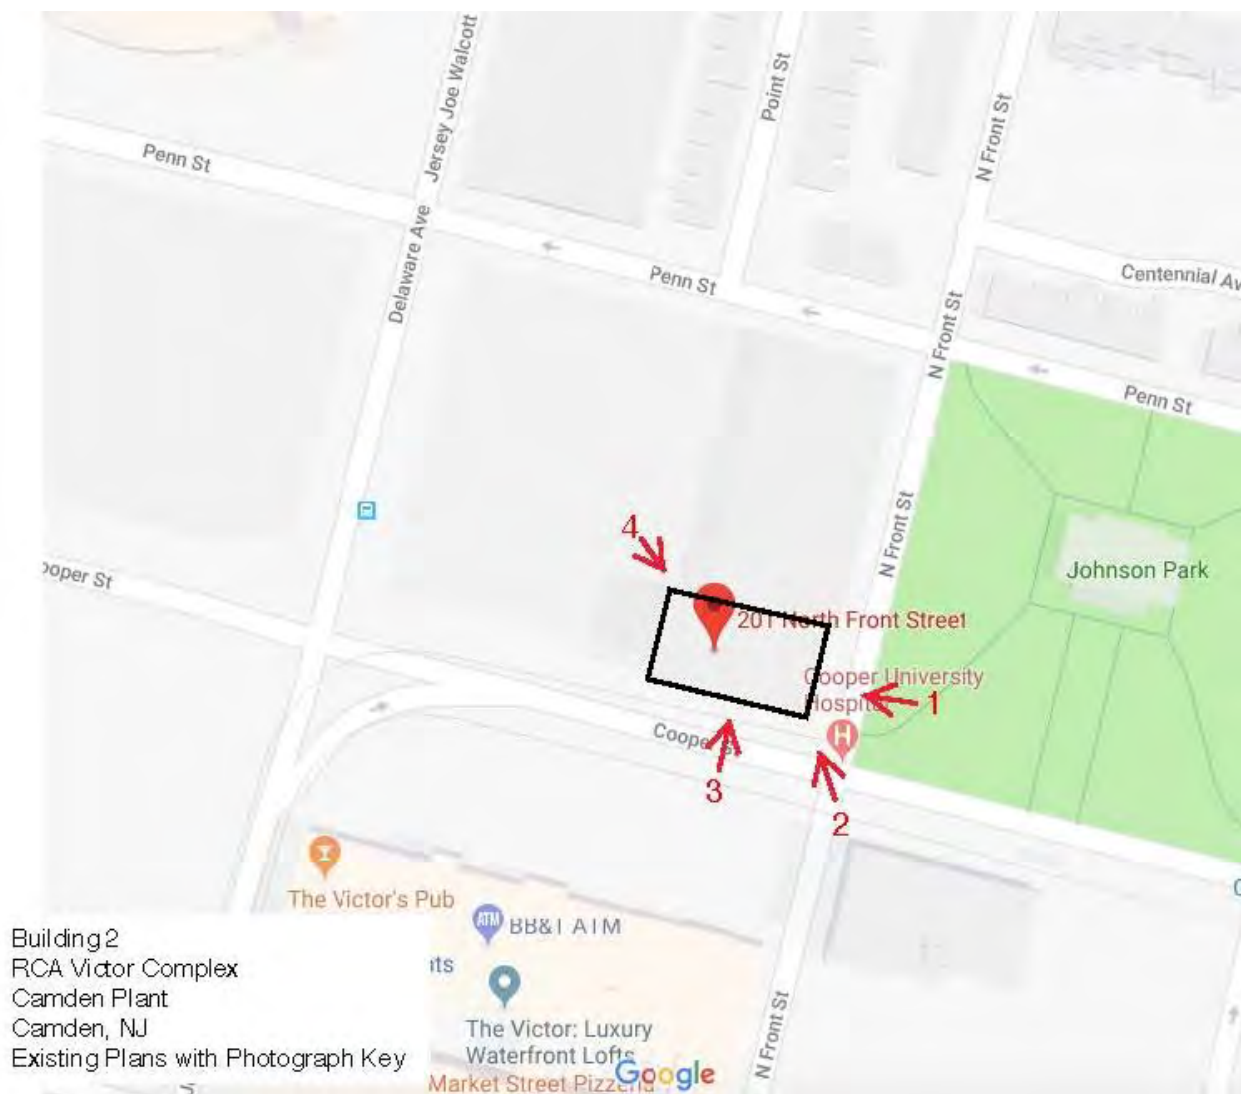 Jersey Joe Walcott
Point St
N Front St
Penn St
Delaware Ave
Penn St
Centennial Av
N Front St
Penn St
N Front St
Johnson Park
4
201 North Front Street
ooper St
Cooper University
Hospital
1
H
Coope
3
2
The Victor's Pub
ATM
BB&T ATM
The Victor: Luxury
Waterfront Lofts
Market Street Pizzeria
Google
N Front St
Building 2
RCA Victor Complex
Camden Plant
Camden, NJ
Existing Plans with Photograph Key